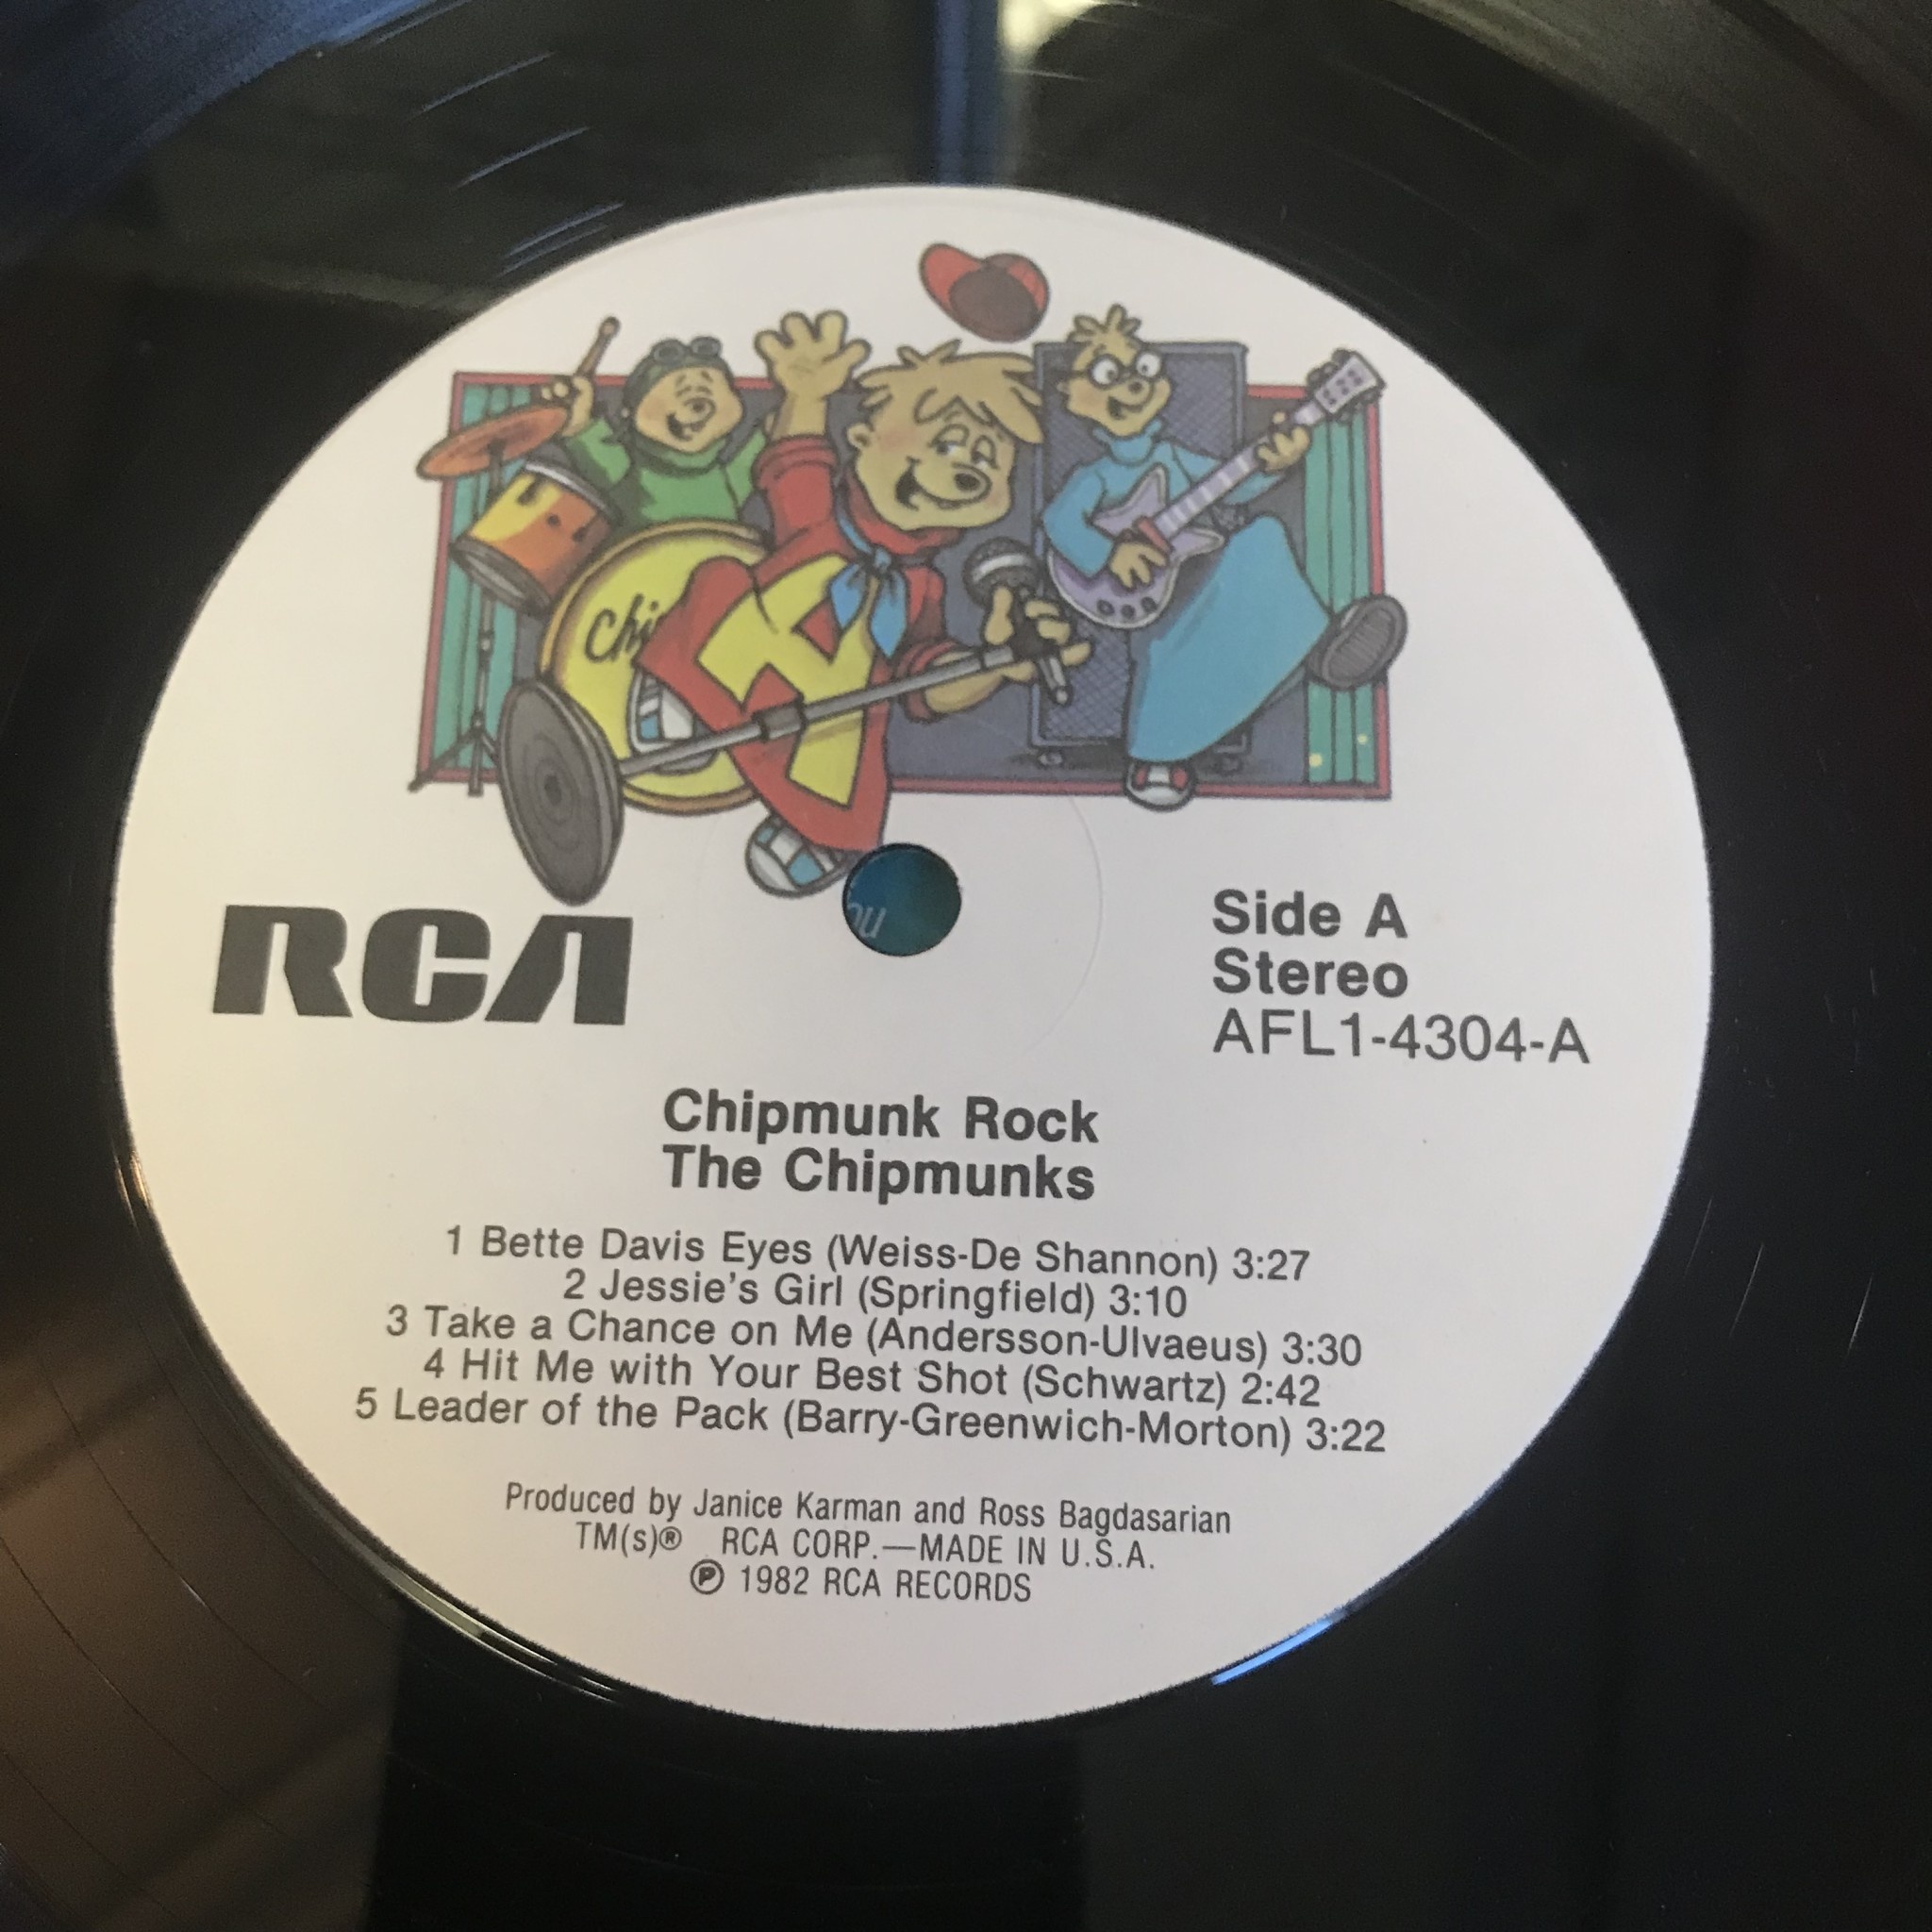 Chi
RCA
Side A
Stereo
AFL1-4304-A
Chipmunk Rock
The Chipmunks
1 Bette Davis Eyes (Weiss-De Shannon) 3:27
2 Jessie's Girl (Springfield) 3:10
3 Take a Chance on Me (Andersson-Ulvaeus) 3:30
4 Hit Me with Your Best Shot (Schwartz) 2:42
5 Leader of the Pack (Barry-Greenwich-Morton) 3:22
Produced by Janice Karman and Ross Bagdasarian
TM(s)® RCA CORP.—MADE IN U.S.A.
℗ 1982 RCA RECORDS